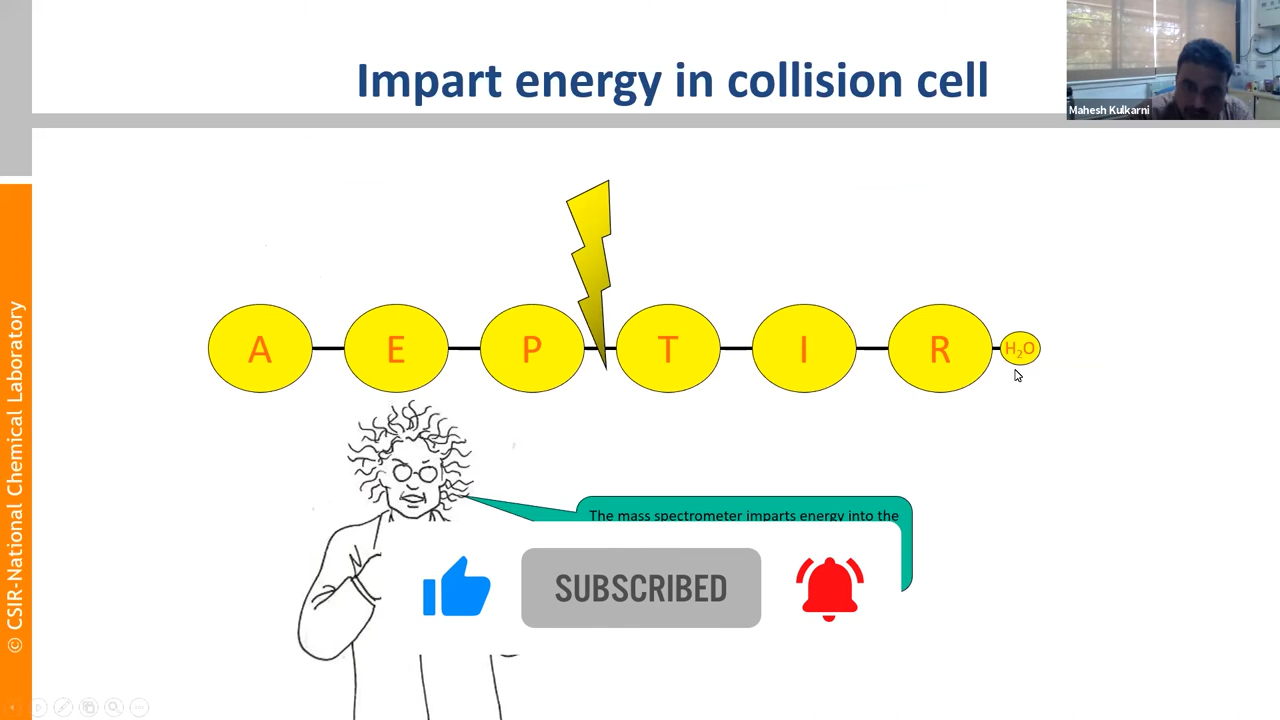 Impart energy in collision cell
Mahesh Kulkarni
A E P T I R H₂O
The mass spectrometer imparts energy into the
SUBSCRIBED
© CSIR-National Chemical Laboratory